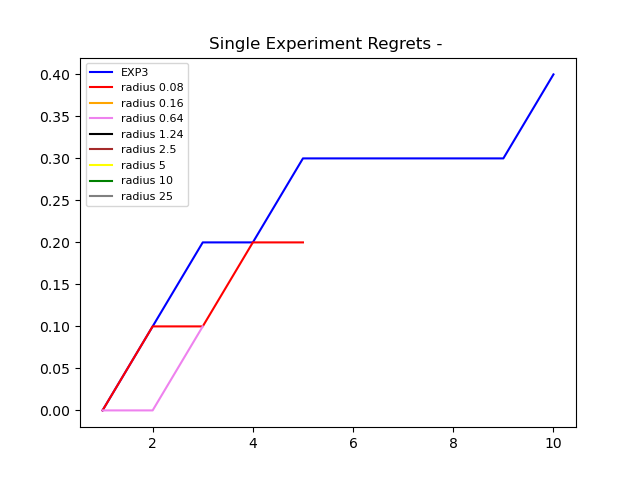 Single Experiment Regrets -
EXP3
radius 0.08
radius 0.16
radius 0.64
radius 1.24
radius 2.5
radius 5
radius 10
radius 25
0.40
0.35
0.30
0.25
0.20
0.15
0.10
0.05
0.00
2 4 6 8 10